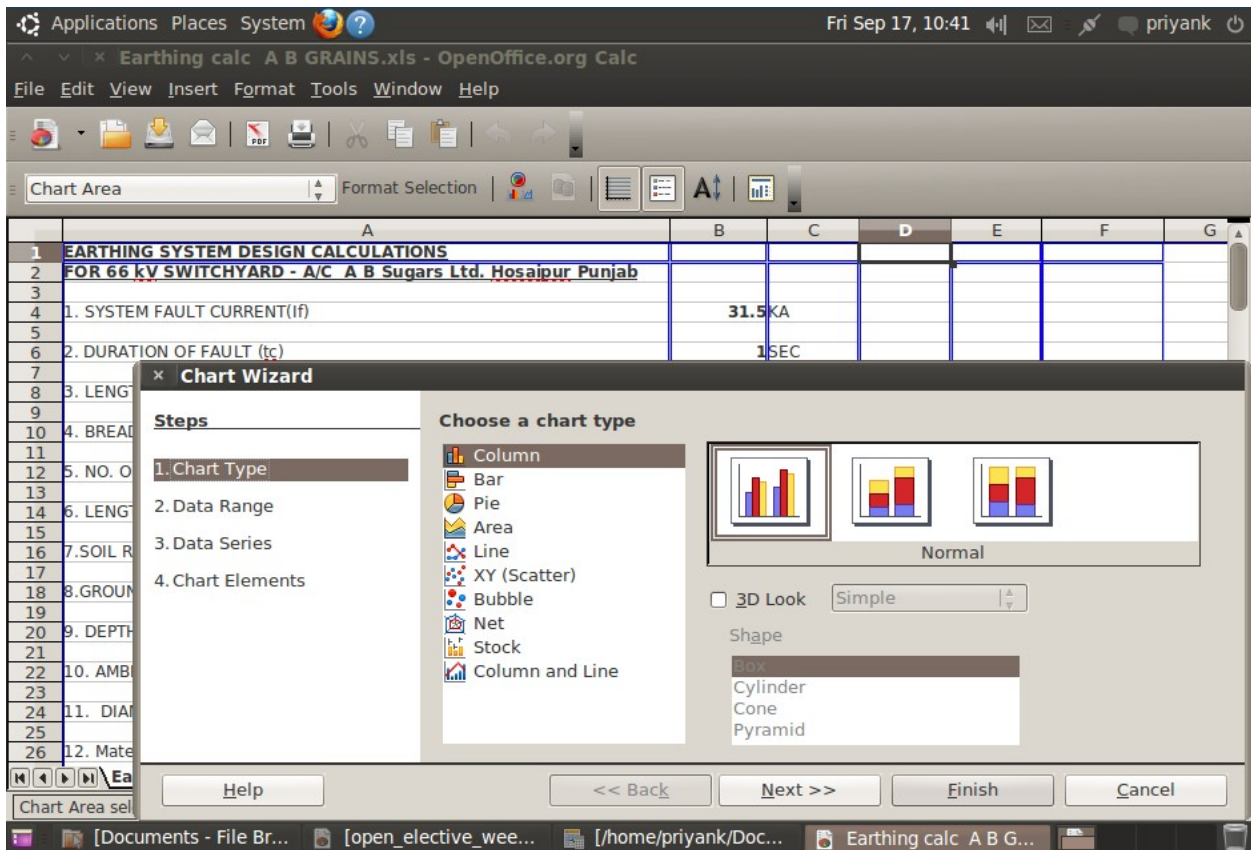 Applications Places System Fri Sep 17, 10:41 priyank
Earthing calc A B GRAINS.xls - OpenOffice.org Calc
File Edit View Insert Format Tools Window Help
PDF
Chart Area Format Selection
A B C D E F G
1 EARTHING SYSTEM DESIGN CALCULATIONS
2 FOR 66 kV SWITCHYARD - A/C A B Sugars Ltd. Hosaipur Punjab
3
4 1. SYSTEM FAULT CURRENT(If) 31.5 KA
5
6 2. DURATION OF FAULT (tc) 1 SEC
7
8 3. LENGT
9
10 4. BREAD
11
12 5. NO. O
13
14 6. LENGT
15
16 7.SOIL R
17
18 8.GROUN
19
20 9. DEPTH
21
22 10. AMBI
23
24 11. DIAM
25
26 12. Mate
Ea
Chart Area sel
Chart Wizard
Steps
1. Chart Type
2. Data Range
3. Data Series
4. Chart Elements
Choose a chart type
Column
Bar
Pie
Area
Line
XY (Scatter)
Bubble
Net
Stock
Column and Line
Normal
3D Look Simple
Shape
Box
Cylinder
Cone
Pyramid
Help << Back Next >> Finish Cancel
[Documents - File Br... [open_elective_wee... [/home/priyank/Doc... Earthing calc A B G...